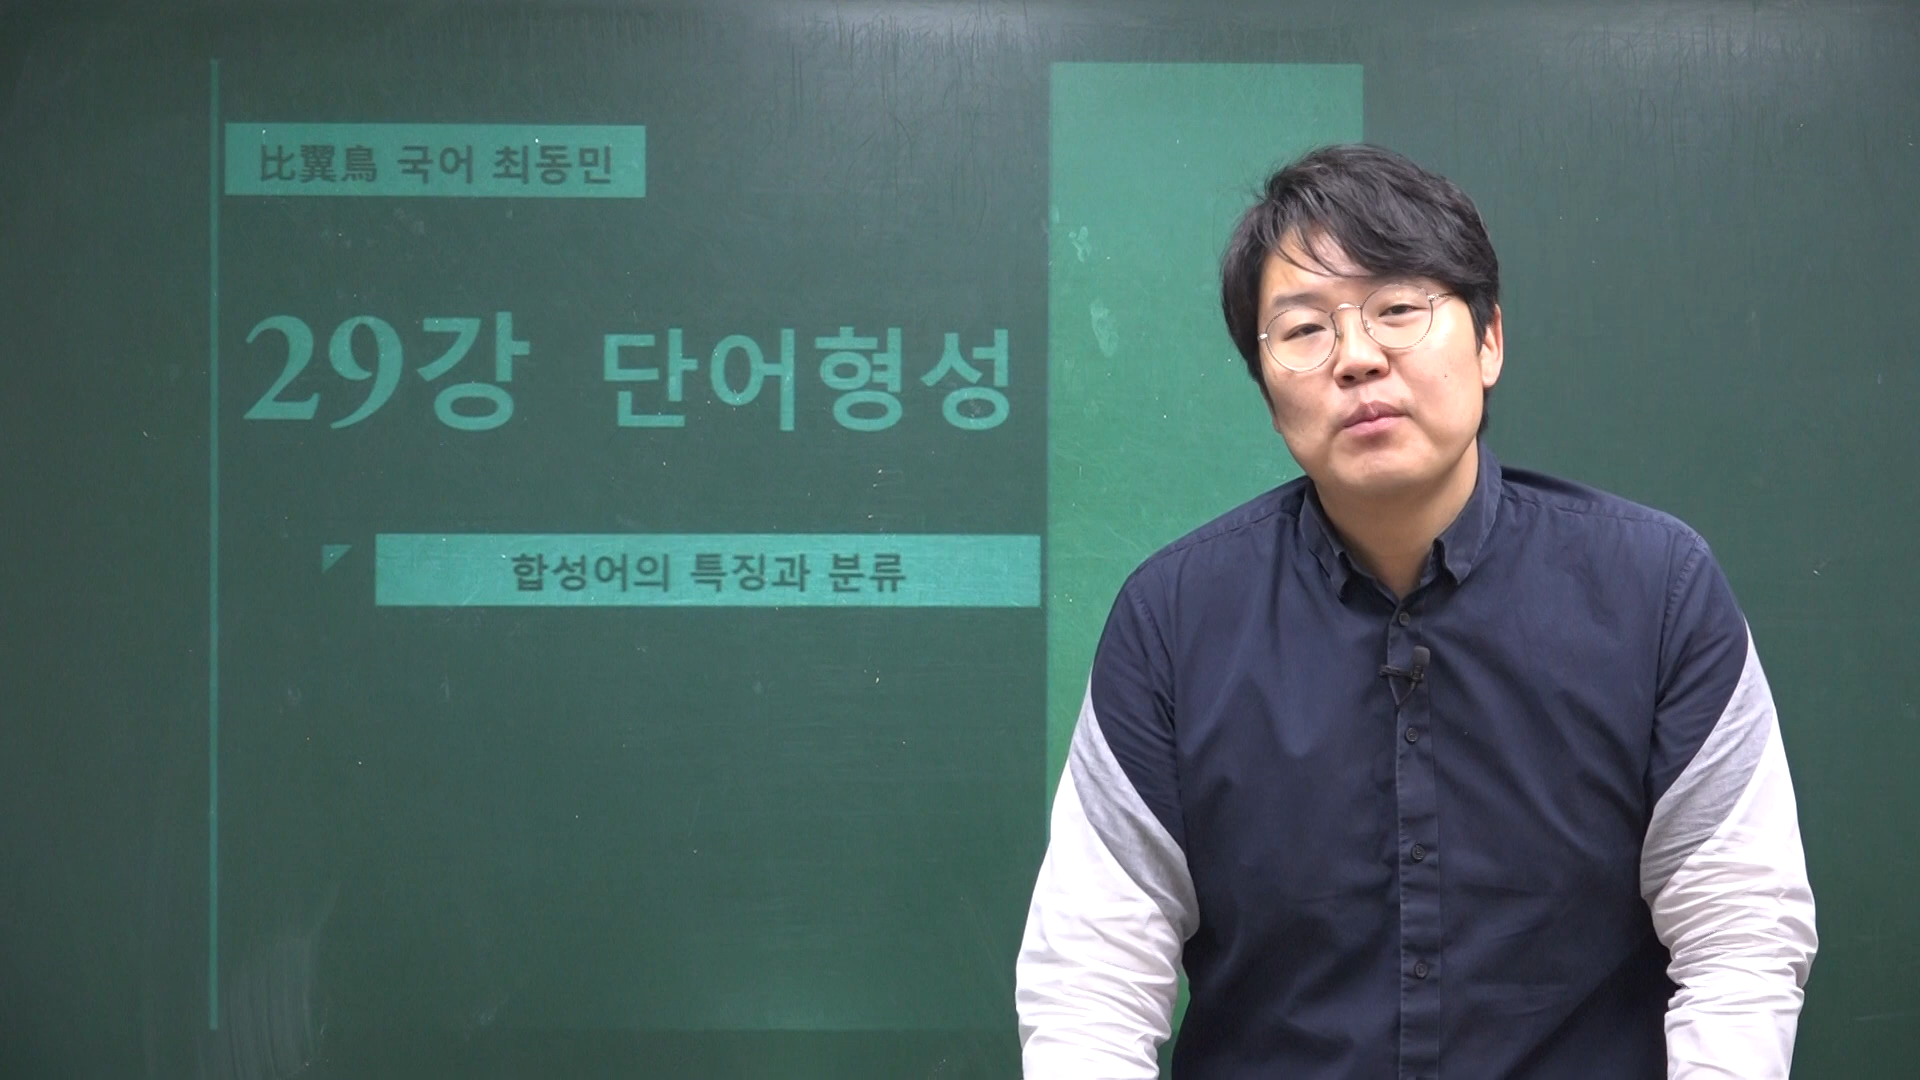 比翼鳥 국어 최동민
29강 단어형성
합성어의 특징과 분류